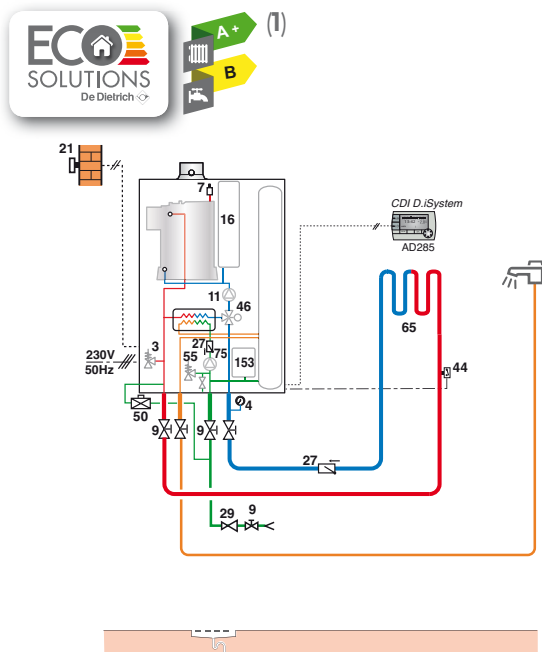 ECO
SOLUTIONS
De Dietrich
A+
B
(1)
21
7
16
CDI D.iSystem
AD285
11
46
65
3
27
75
55
153
44
230V
50Hz
50
4
9
9
27
29
9